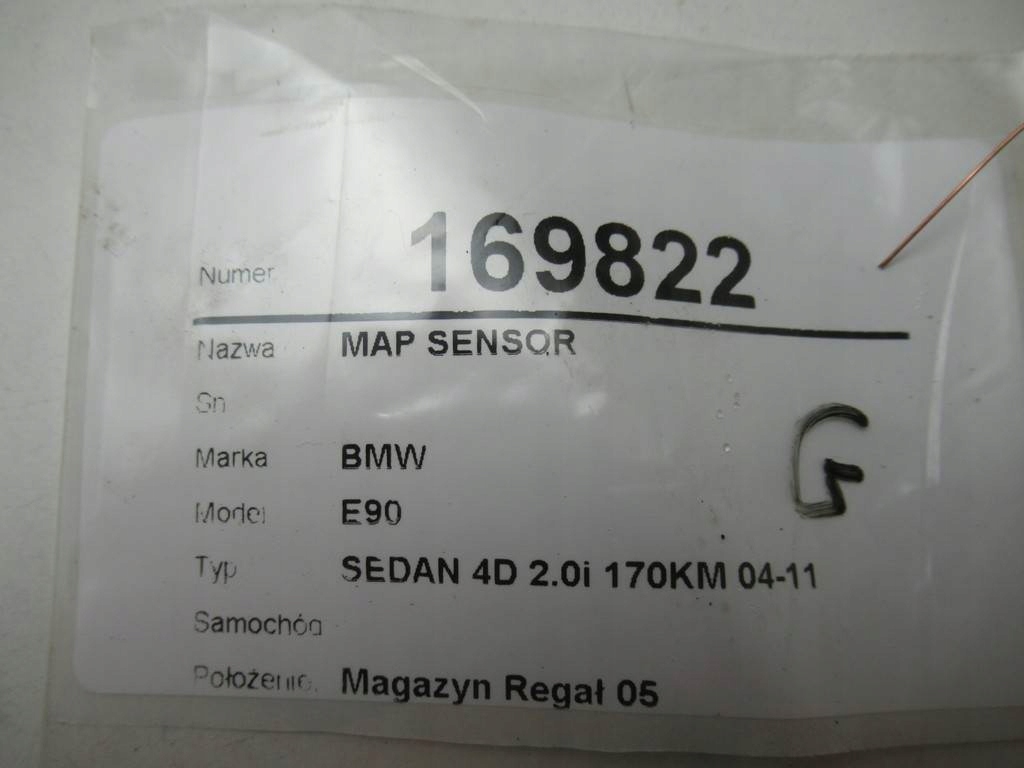 Numer 169822
Nazwa MAP SENSOR
Sn
Marka BMW
Model E90
Typ SEDAN 4D 2.0i 170KM 04-11
G
Samochód
Położenie. Magazyn Regał 05